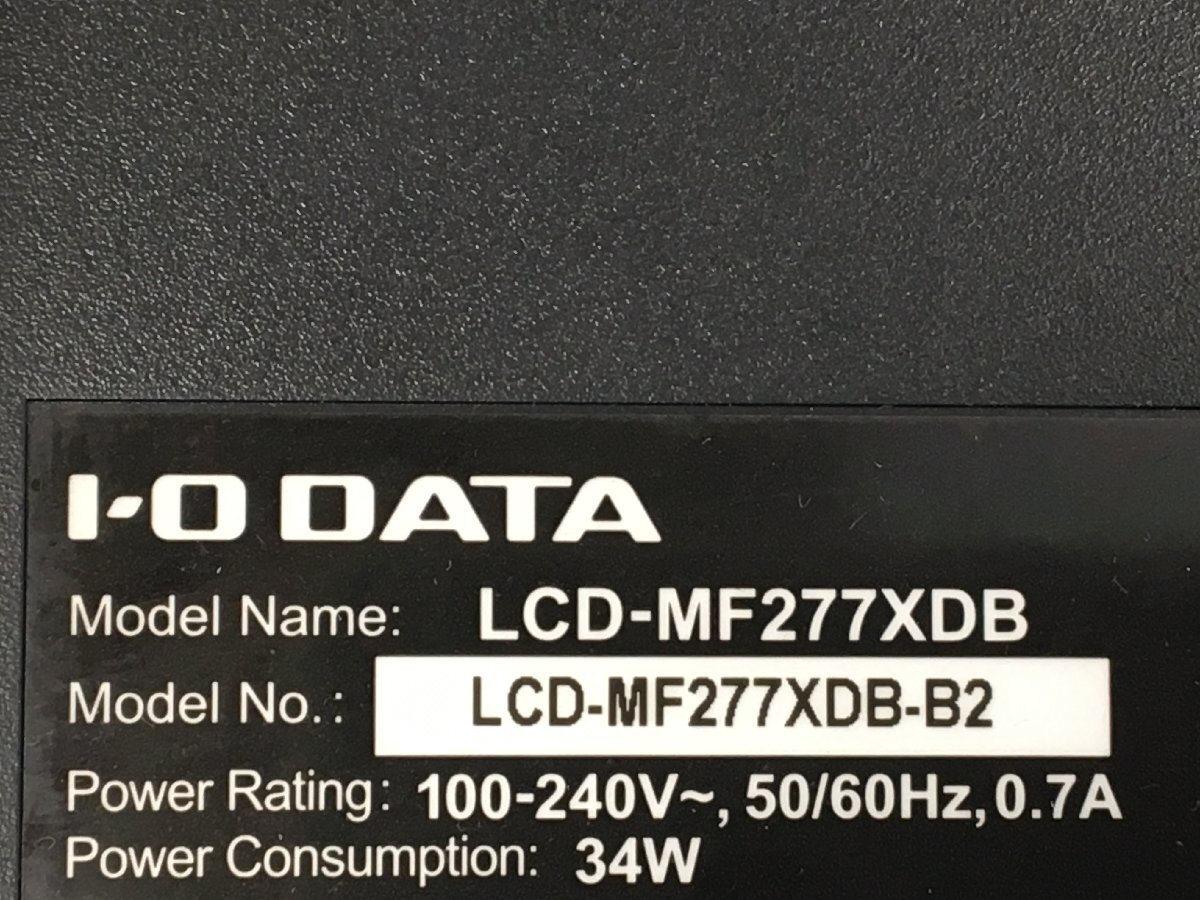 I-O DATA
Model Name: LCD-MF277XDB
Model No.: LCD-MF277XDB-B2
Power Rating: 100-240V~, 50/60Hz, 0.7A
Power Consumption: 34W